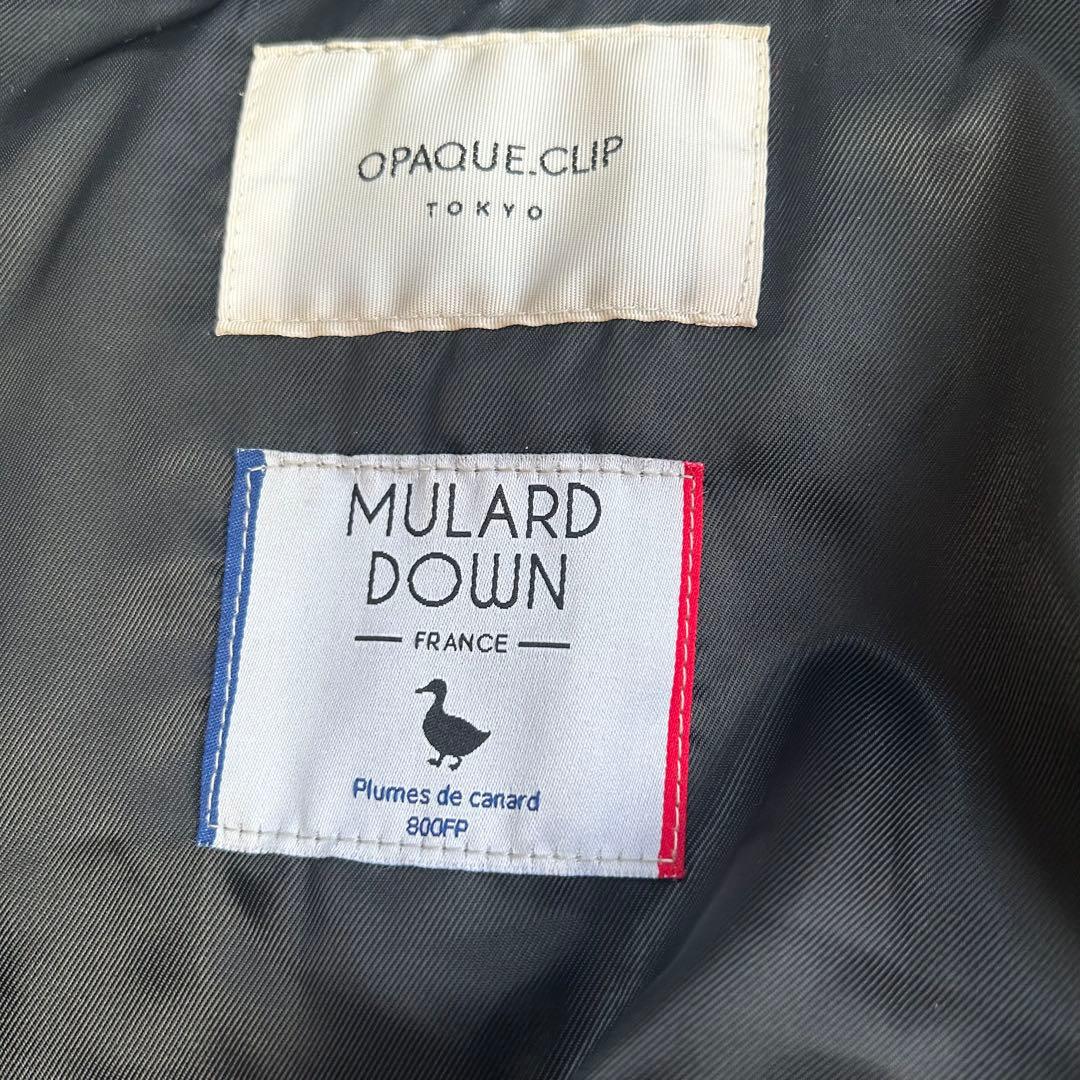 OPAQUE.CLIP
TOKYO
MULARD
DOWN
FRANCE
Plumes de canard
800FP